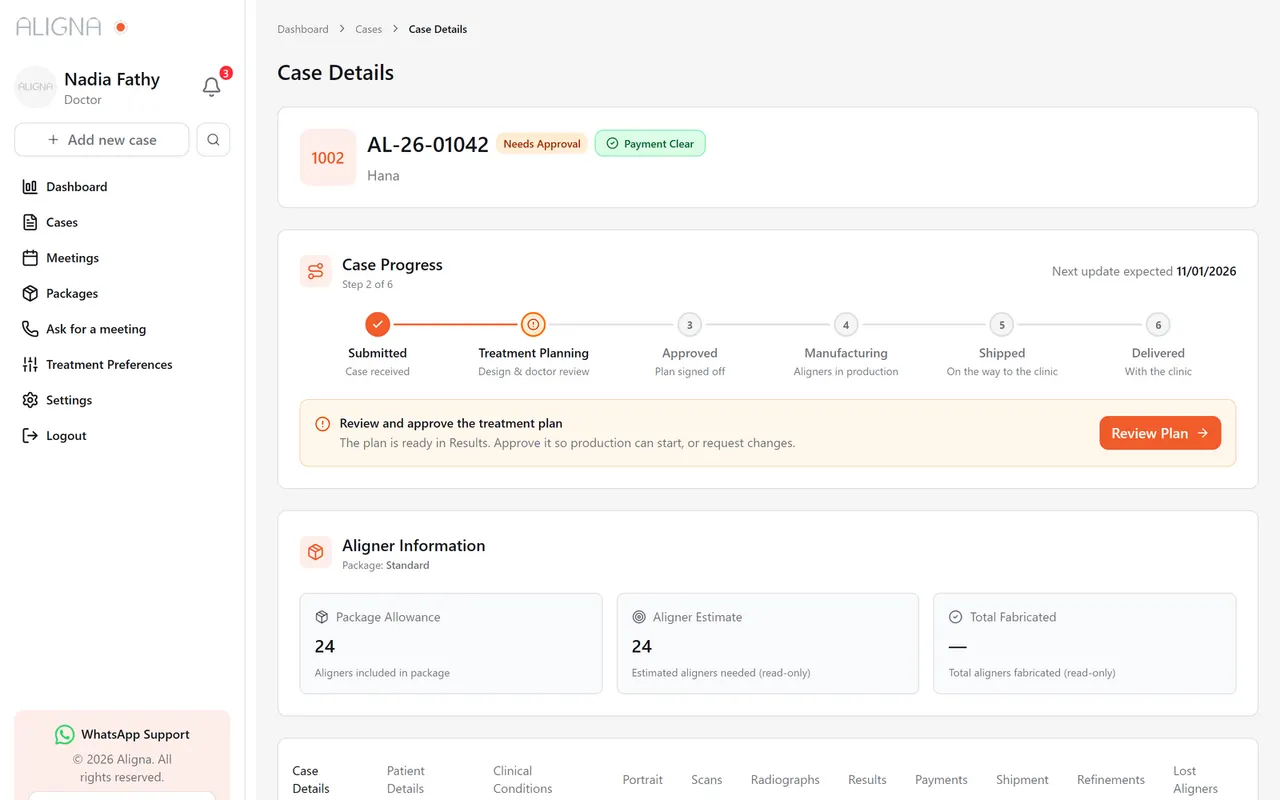 ALIGNA
ALIGNA
Nadia Fathy
Doctor
3
Add new case
Dashboard
Cases
Meetings
Packages
Ask for a meeting
Treatment Preferences
Settings
Logout
WhatsApp Support
© 2026 Aligna. All
rights reserved.
Dashboard > Cases > Case Details
Case Details
1002
AL-26-01042 Needs Approval Payment Clear
Hana
Case Progress
Step 2 of 6
Next update expected 11/01/2026
3 4 5 6
Submitted Treatment Planning Approved Manufacturing Shipped Delivered
Case received Design & doctor review Plan signed off Aligners in production On the way to the clinic With the clinic
Review and approve the treatment plan
The plan is ready in Results. Approve it so production can start, or request changes.
Review Plan →
Aligner Information
Package: Standard
Package Allowance
24
Aligners included in package
Aligner Estimate
24
Estimated aligners needed (read-only)
Total Fabricated
—
Total aligners fabricated (read-only)
Case Details
Patient Details
Clinical Conditions
Portrait
Scans
Radiographs
Results
Payments
Shipment
Refinements
Lost Aligners